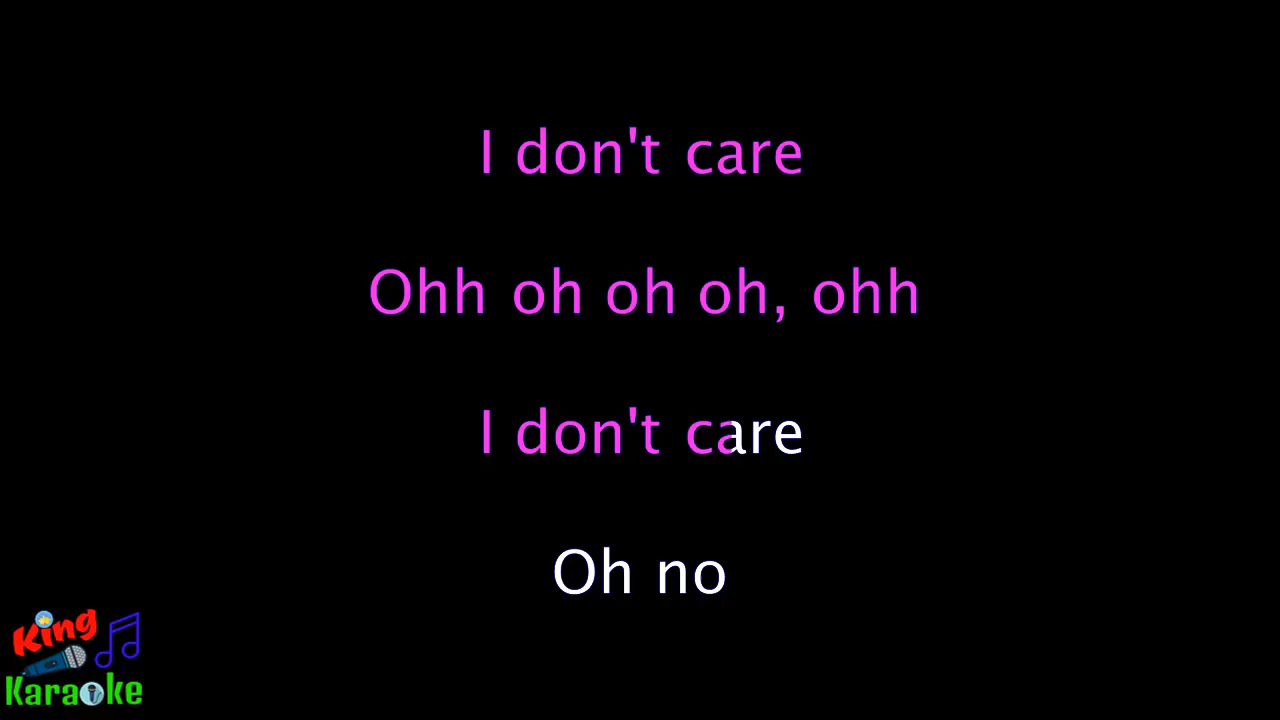 I don't care
Ohh oh oh oh, ohh
I don't care
Oh no
King
Karaoke